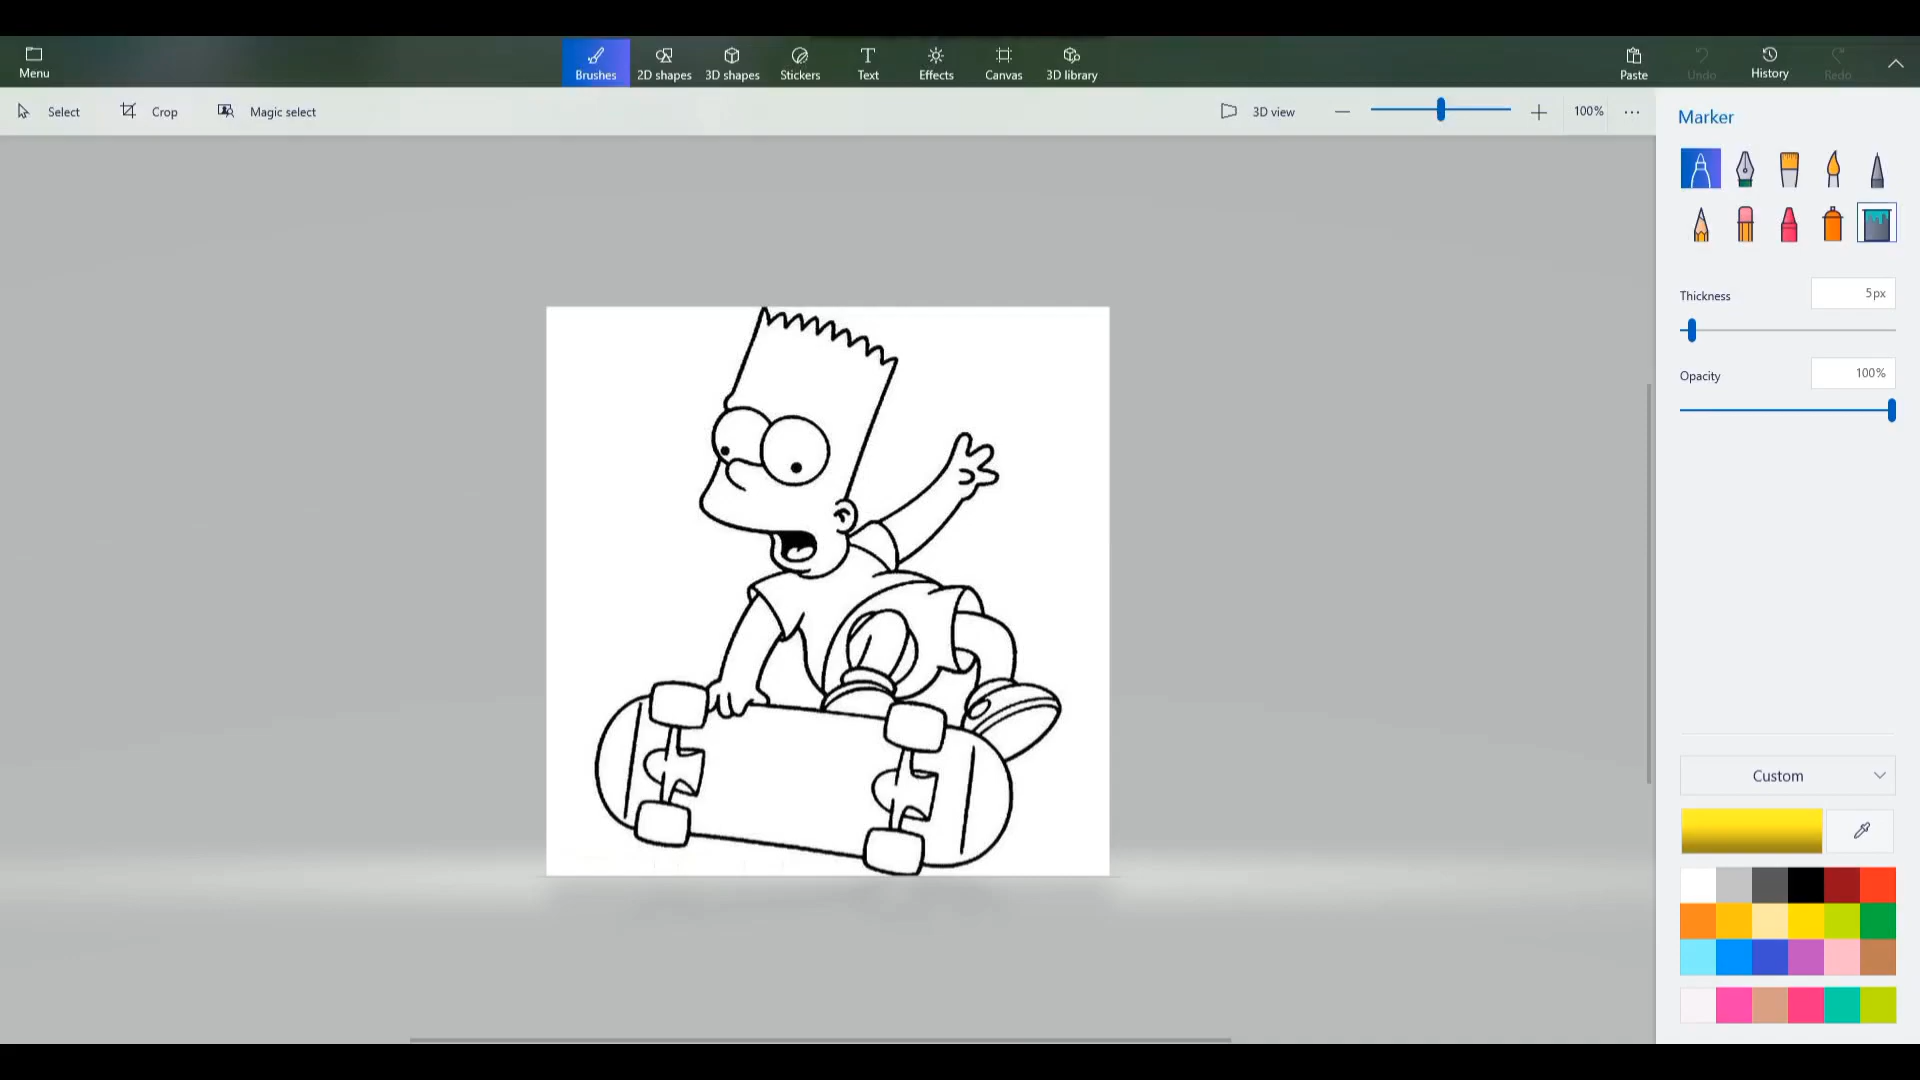 Menu
Brushes
2D shapes
3D shapes
Stickers
Text
Effects
Canvas
3D library
Paste
Undo
History
Redo
Select
Crop
Magic select
3D view
100%
Marker
Thickness
5px
Opacity
100%
Custom